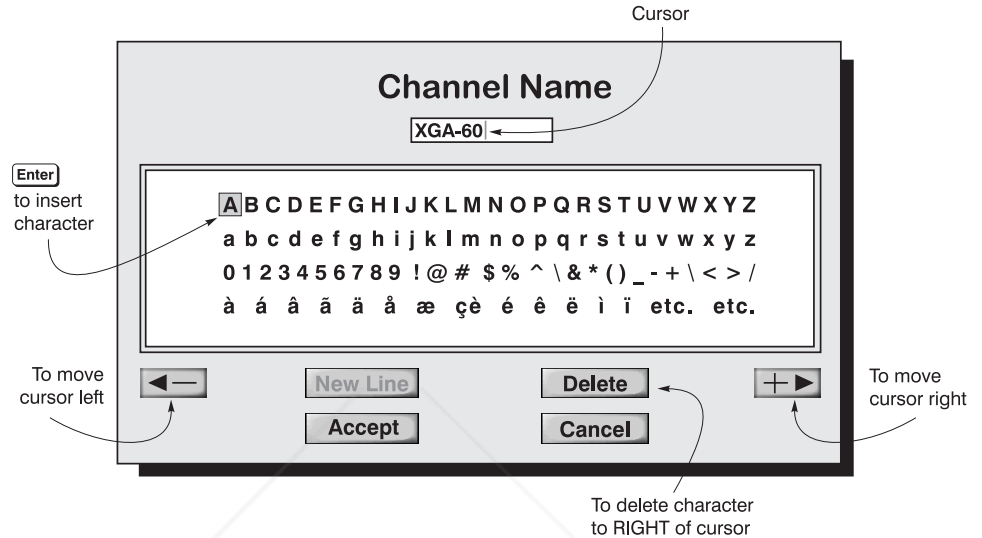 Cursor
Channel Name
XGA-60
Enter
to insert
character
A B C D E F G H I J K L M N O P Q R S T U V W X Y Z
a b c d e f g h i j k l m n o p q r s t u v w x y z
0 1 2 3 4 5 6 7 8 9 ! @ # $ % ^ \ & * ( ) _ - + \ < > /
à á â ã ä å æ çè é ê ë ì ï etc. etc.
To move
cursor left
◄—
New Line
Delete
+►
To move
cursor right
Accept
Cancel
To delete character
to RIGHT of cursor